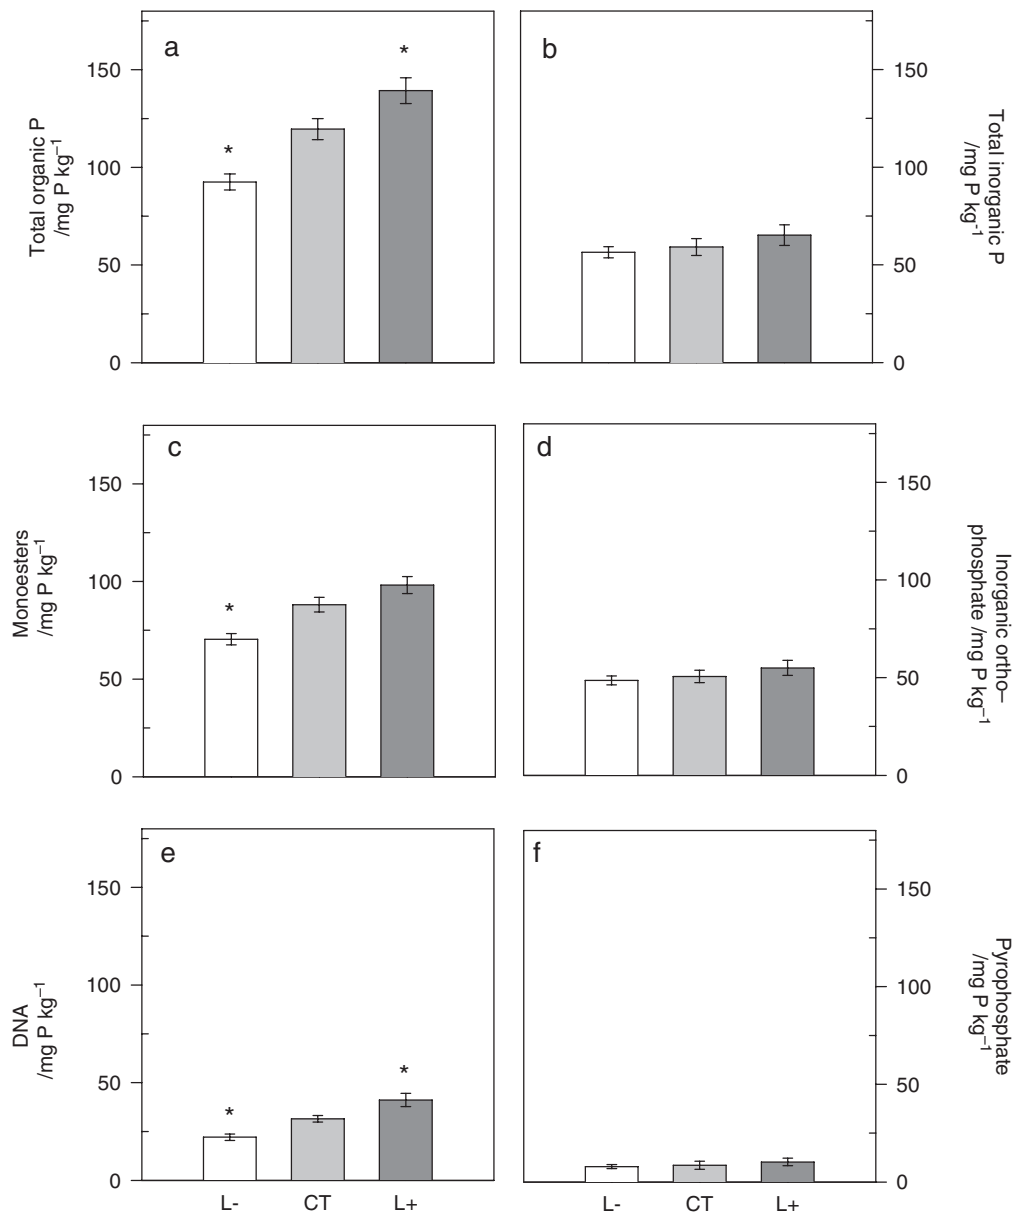 a
*
*
150
100
50
0
Total organic P
/mg P kg–1
b
150
100
50
0
Total inorganic P
/mg P kg-1
c
*
150
100
50
0
Monoesters
/mg P kg–1
d
150
100
50
0
Inorganic ortho–
phosphate /mg P kg–1
e
*
*
150
100
50
0
DNA
/mg P kg–1
L- CT L+
f
150
100
50
0
Pyrophosphate
/mg P kg–1
L- CT L+